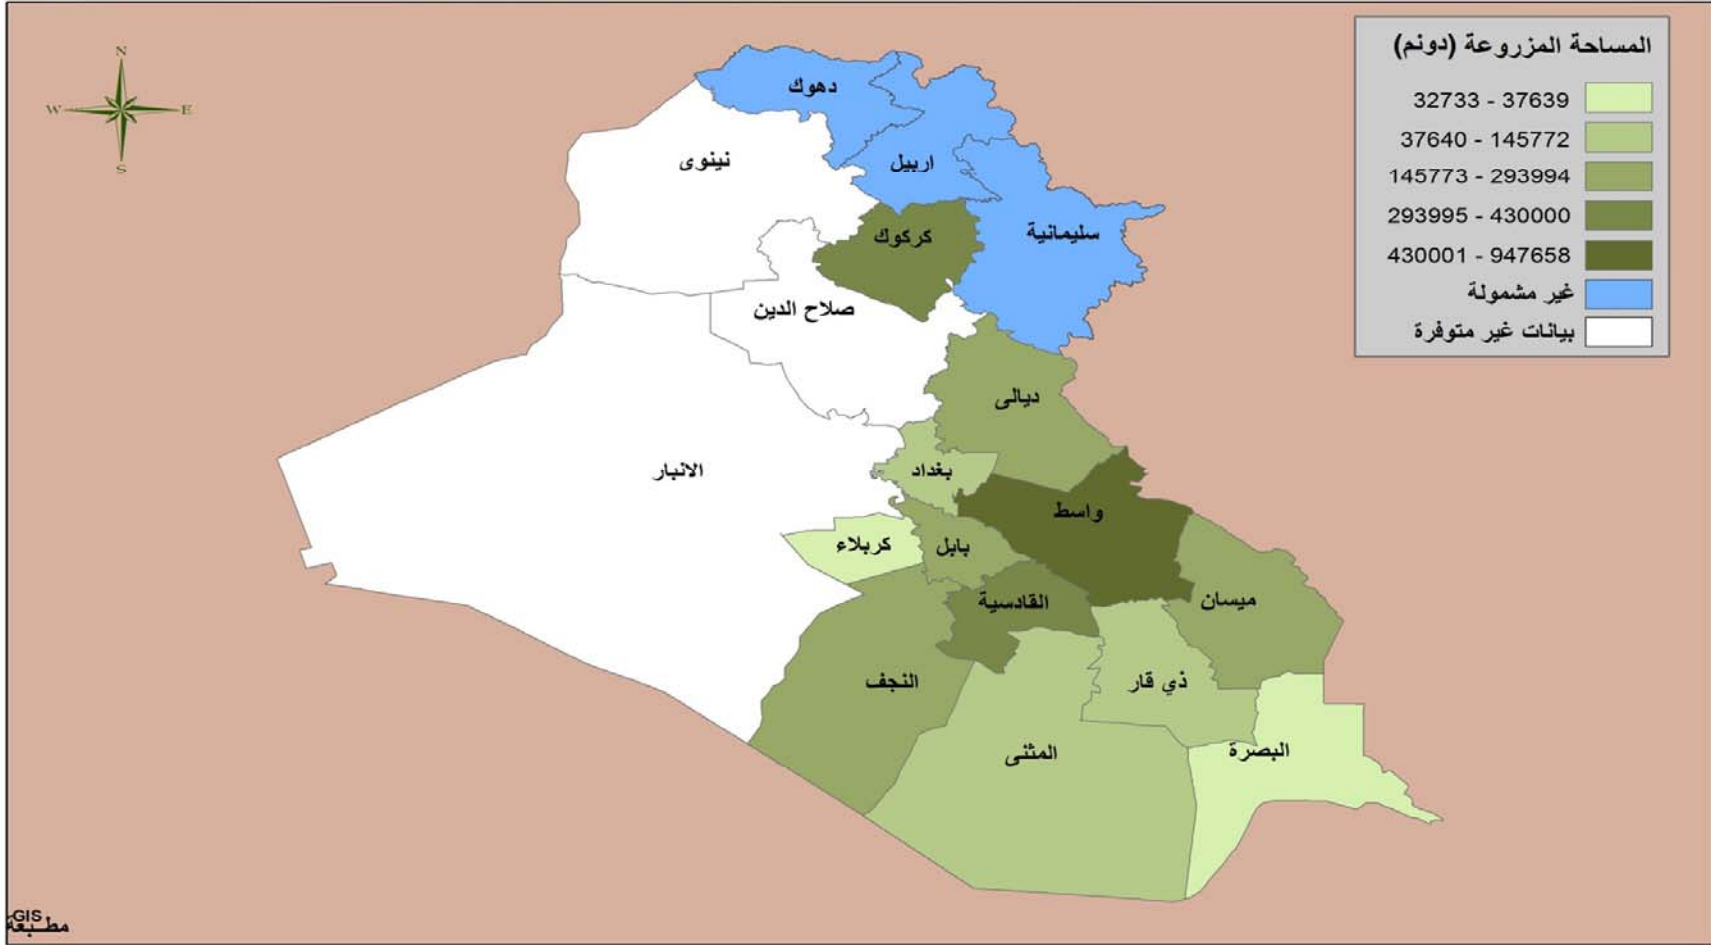 N
W E
S
المساحة المزروعة (دونم)
32733 - 37639
37640 - 145772
145773 - 293994
293995 - 430000
430001 - 947658
غير مشمولة
بيانات غير متوفرة
دهوك
نينوى
اربيل
كركوك
سليمانية
صلاح الدين
ديالى
الانبار
بغداد
واسط
كربلاء
بابل
القادسية
ميسان
النجف
ذي قار
المثنى
البصرة
GIS
مطبعة